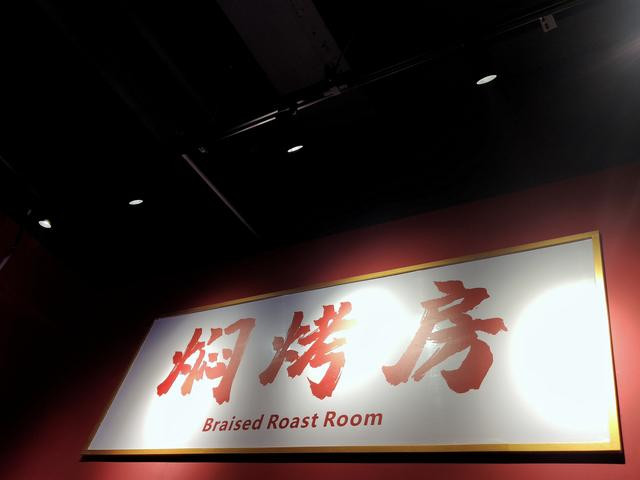 焖烤房
Braised Roast Room